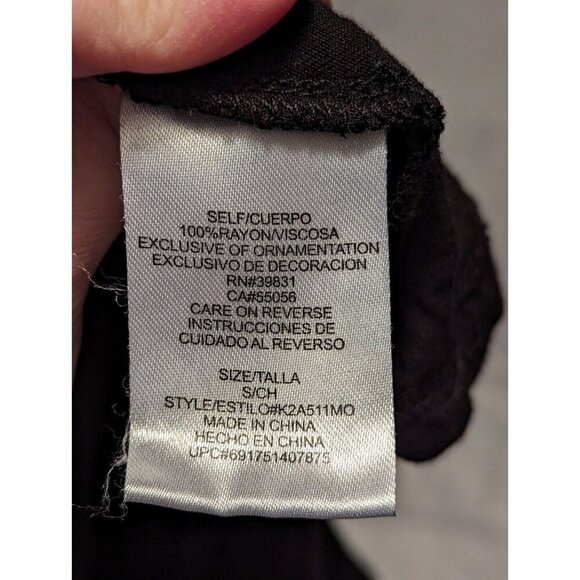 SELF/CUERPO
100%RAYON/VISCOSA
EXCLUSIVE OF ORNAMENTATION
EXCLUSIVO DE DECORACION
RN#39831
CA#55056
CARE ON REVERSE
INSTRUCCIONES DE
CUIDADO AL REVERSO
SIZE/TALLA
S/CH
STYLE/ESTILO#K2A511MO
MADE IN CHINA
HECHO EN CHINA
UPC#691751407875